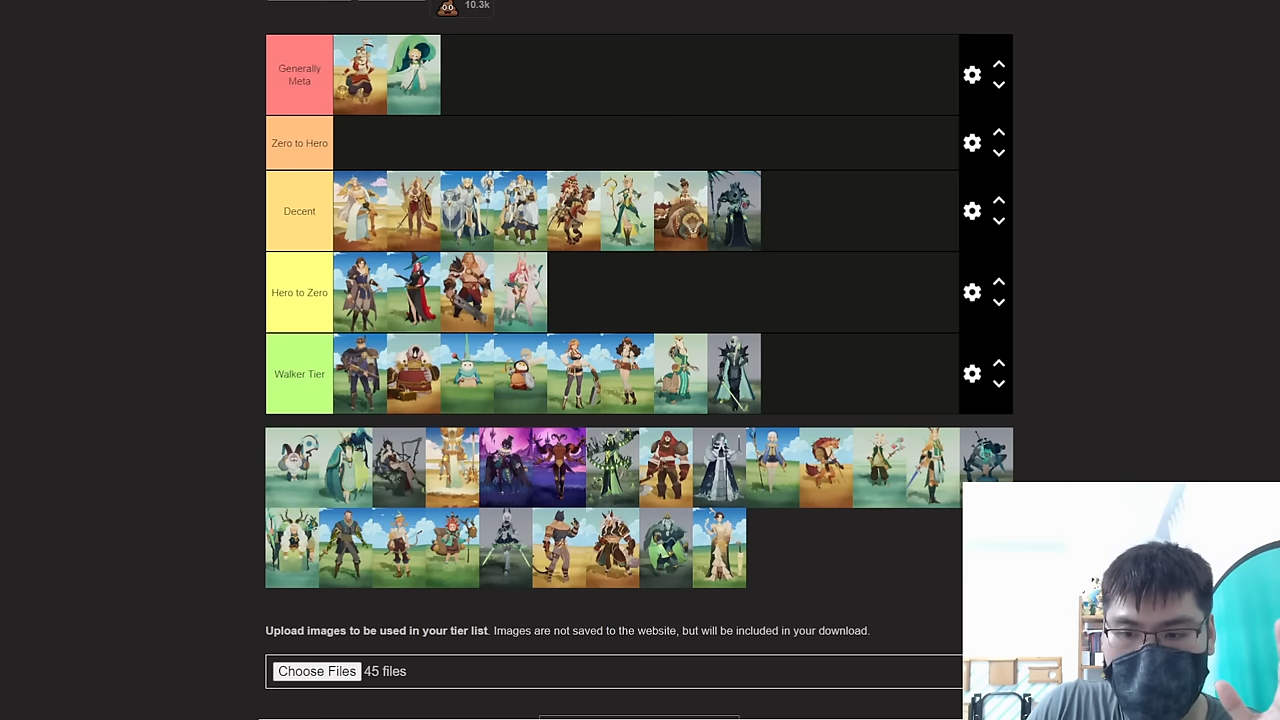 10.3k
Generally
Meta
Zero to Hero
Decent
Hero to Zero
Walker Tier
Upload images to be used in your tier list. Images are not saved to the website, but will be included in your download.
Choose Files 45 files